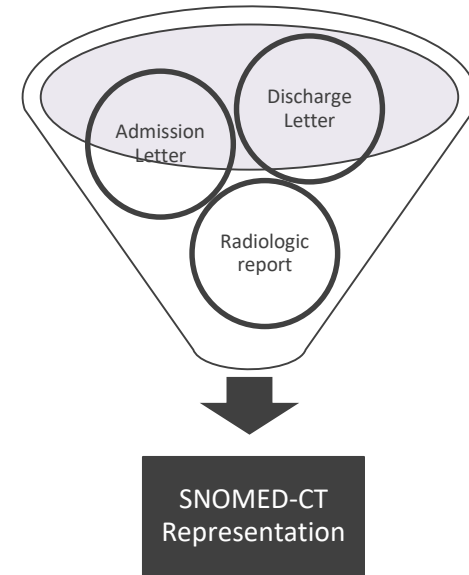 Admission
Letter
Discharge
Letter
Radiologic
report
SNOMED-CT
Representation